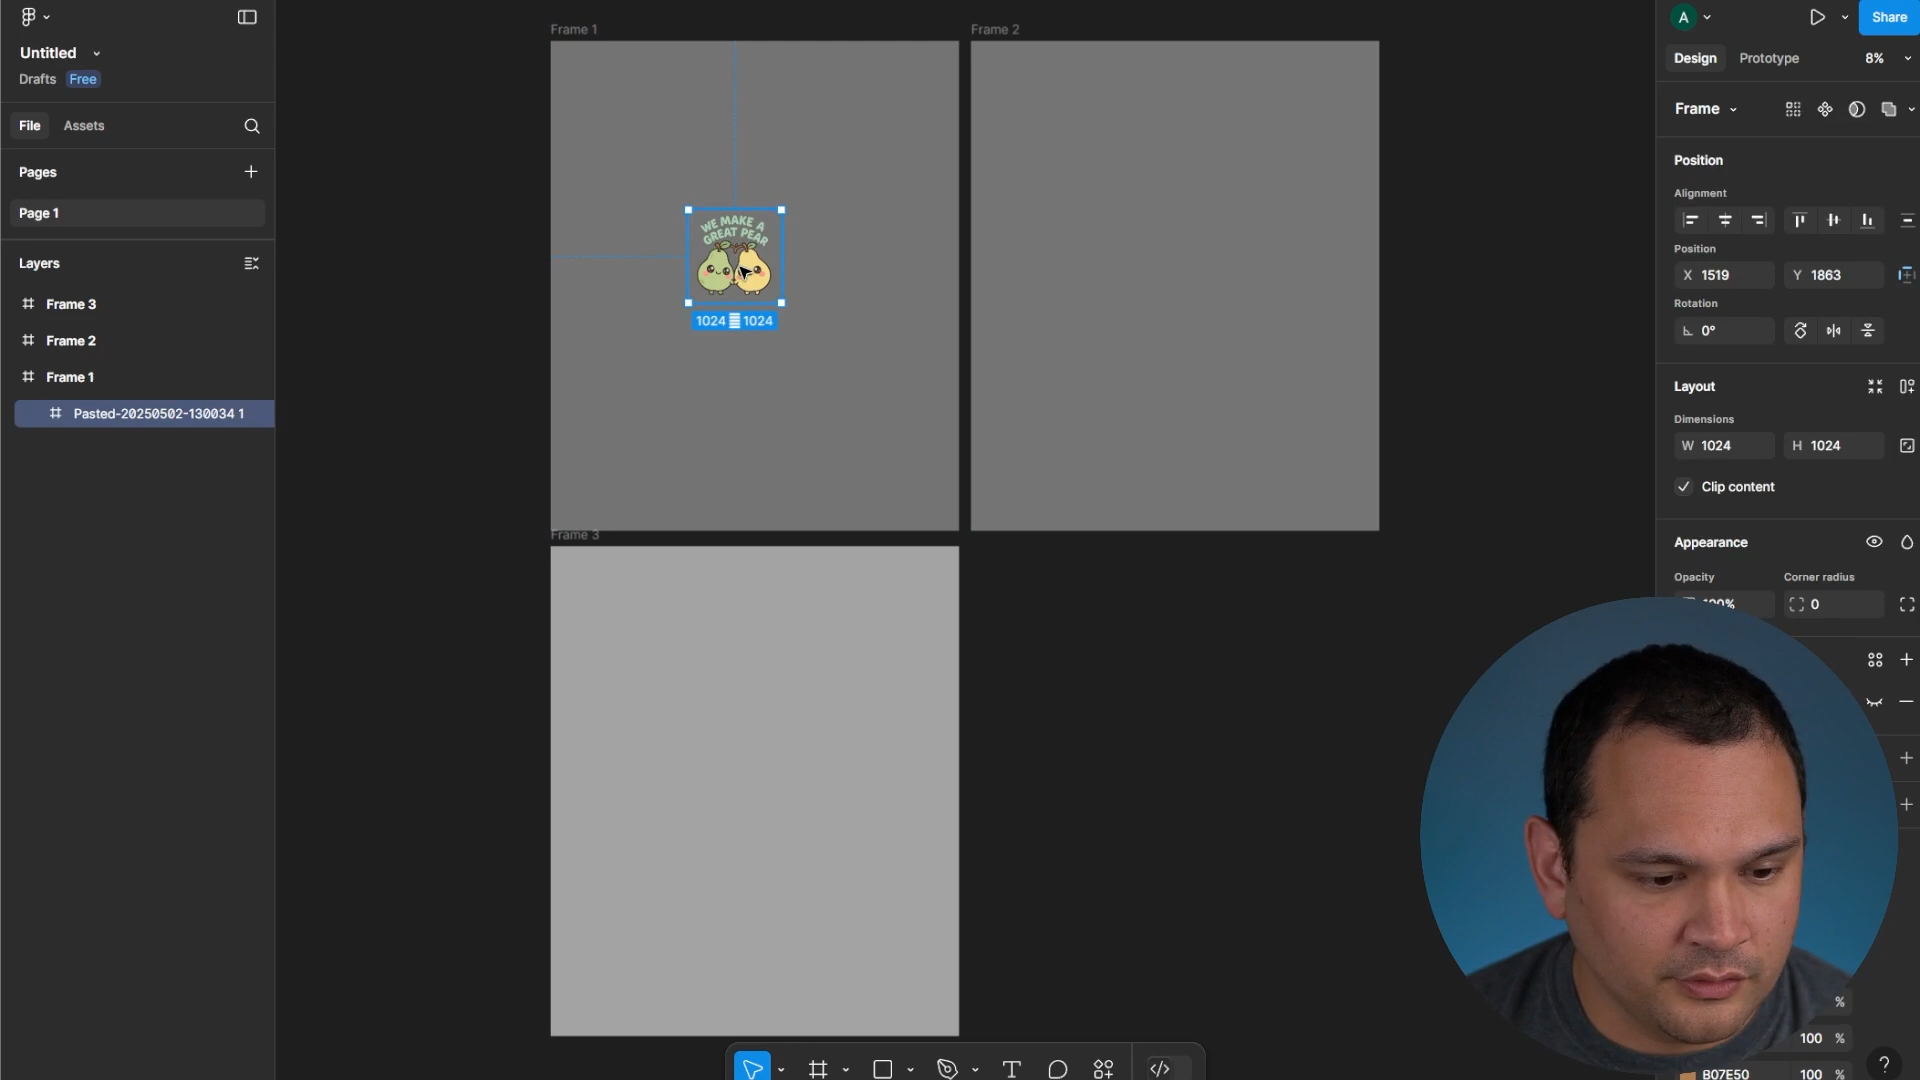 Untitled
Drafts Free
File Assets
Pages
Page 1
Layers
Frame 3
Frame 2
Frame 1
Pasted-20250502-130034 1
Frame 1
Frame 2
WE MAKE A
GREAT PEAR
1024 1024
Frame 3
A
Share
Design Prototype 8%
Frame
Position
Alignment
Position
X 1519 Y 1863
Rotation
0°
Layout
Dimensions
W 1024 H 1024
Clip content
Appearance
Opacity Corner radius
100% 0
%
100 %
B07E50 100 %
?